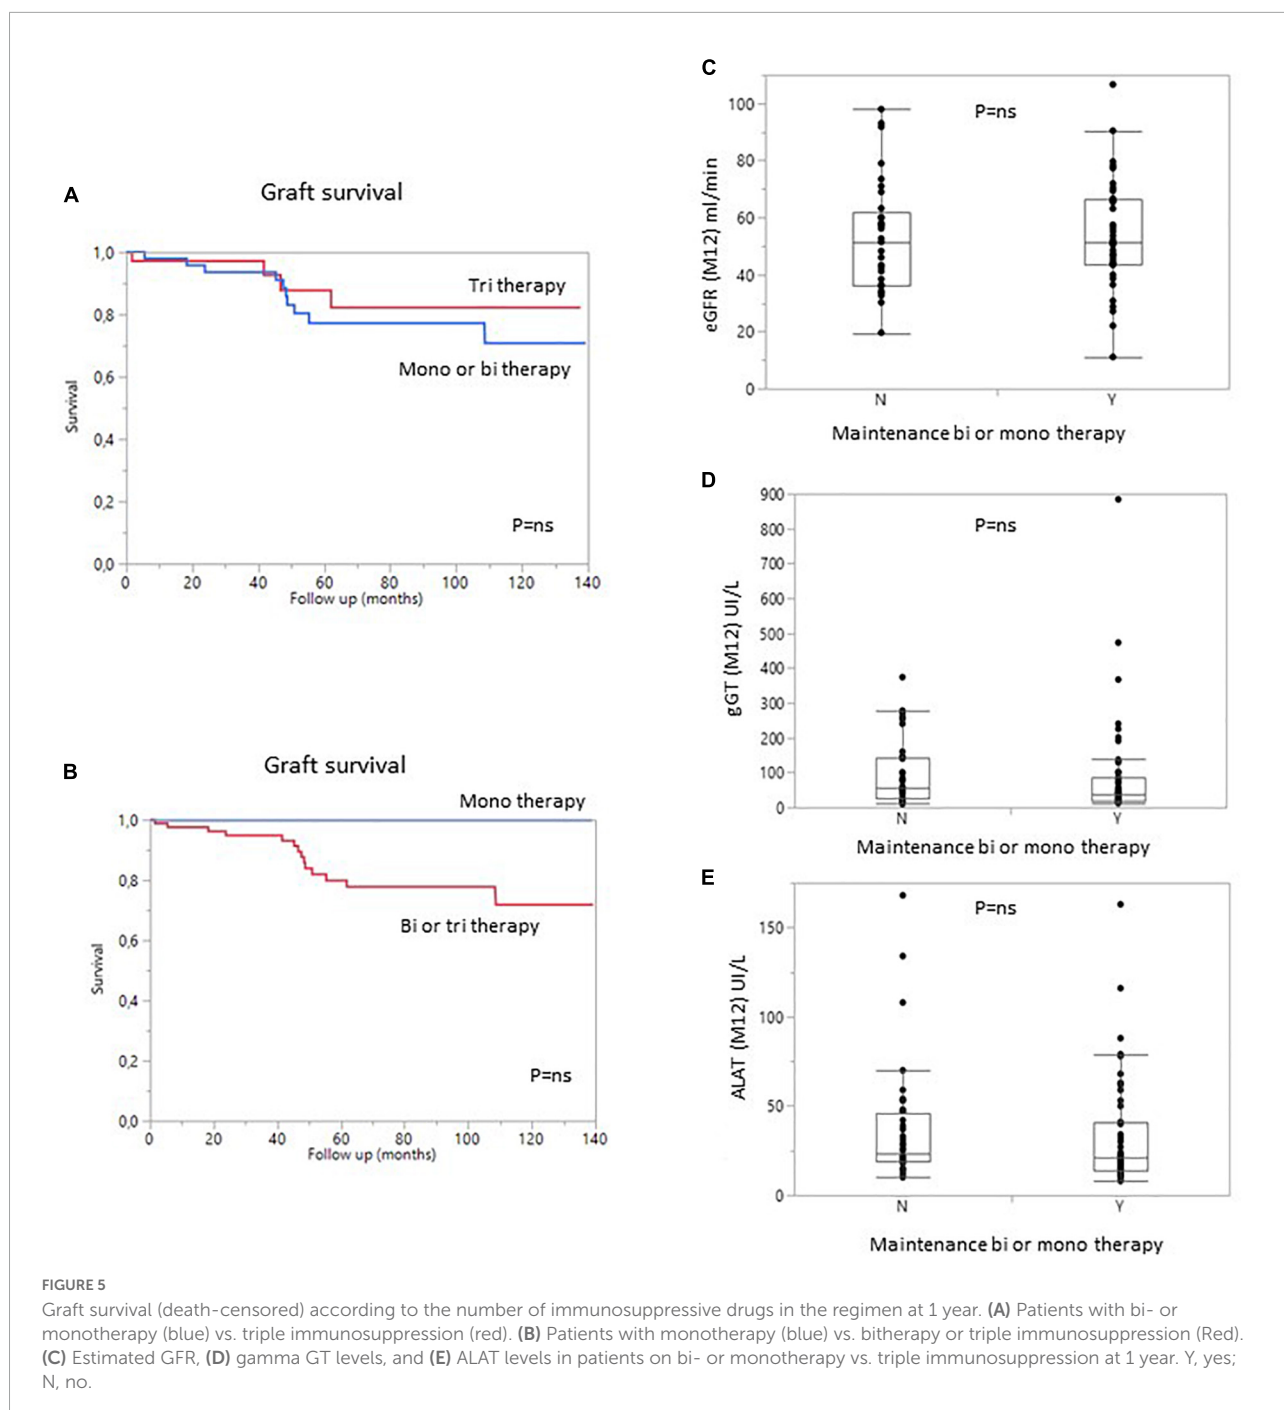 A
Graft survival
1,0
0,8
0,6
0,4
0,2
0,0
Survival
Tri therapy
Mono or bi therapy
P=ns
0 20 40 60 80 100 120 140
Follow up (months)
B
Graft survival
Mono therapy
1,0
0,8
0,6
0,4
0,2
0,0
Survival
Bi or tri therapy
P=ns
0 20 40 60 80 100 120 140
Follow up (months)
C
P=ns
100
80
60
40
20
0
eGFR (M12) ml/min
N Y
Maintenance bi or mono therapy
D
P=ns
900
800
700
600
500
400
300
200
100
0
gGT (M12) UI/L
N Y
Maintenance bi or mono therapy
E
P=ns
150
100
50
0
ALAT (M12) UI/L
N Y
Maintenance bi or mono therapy
FIGURE 5
Graft survival (death-censored) according to the number of immunosuppressive drugs in the regimen at 1 year. (A) Patients with bi- or
monotherapy (blue) vs. triple immunosuppression (red). (B) Patients with monotherapy (blue) vs. bitherapy or triple immunosuppression (Red).
(C) Estimated GFR, (D) gamma GT levels, and (E) ALAT levels in patients on bi- or monotherapy vs. triple immunosuppression at 1 year. Y, yes;
N, no.